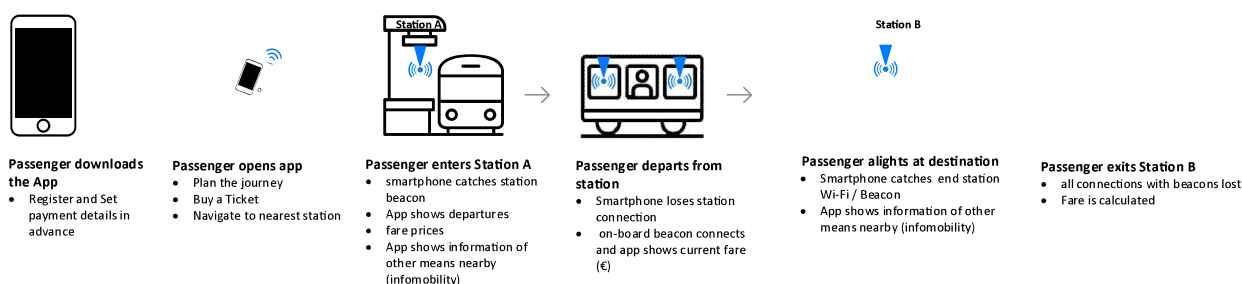 Station A
Station B
Passenger downloads
the App
• Register and Set
payment details in
advance
Passenger opens app
• Plan the journey
• Buy a Ticket
• Navigate to nearest station
Passenger enters Station A
• smartphone catches station
beacon
• App shows departures
• fare prices
• App shows information of
other means nearby
(infomobility)
Passenger departs from
station
• Smartphone loses station
connection
• on-board beacon connects
and app shows current fare
(€)
Passenger alights at destination
• Smartphone catches end station
Wi-Fi / Beacon
• App shows information of other
means nearby (infomobility)
Passenger exits Station B
• all connections with beacons lost
• Fare is calculated